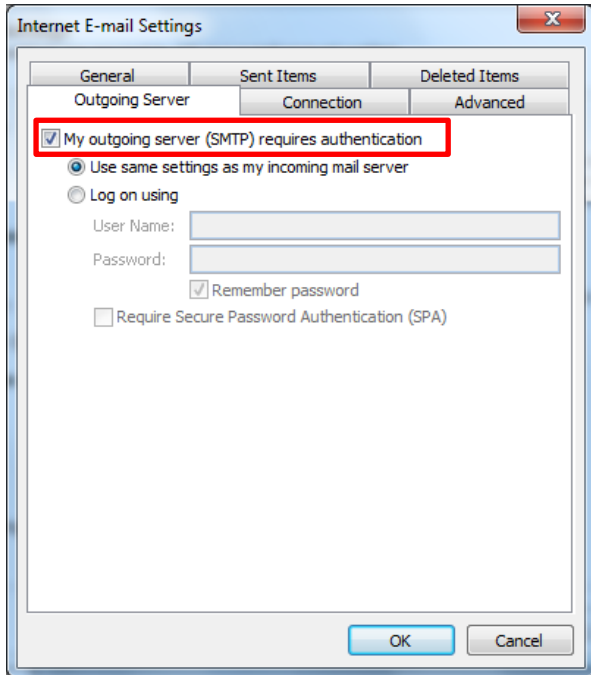 Internet E-mail Settings
General Sent Items Deleted Items
Outgoing Server Connection Advanced
My outgoing server (SMTP) requires authentication
Use same settings as my incoming mail server
Log on using
User Name:
Password:
Remember password
Require Secure Password Authentication (SPA)
OK Cancel